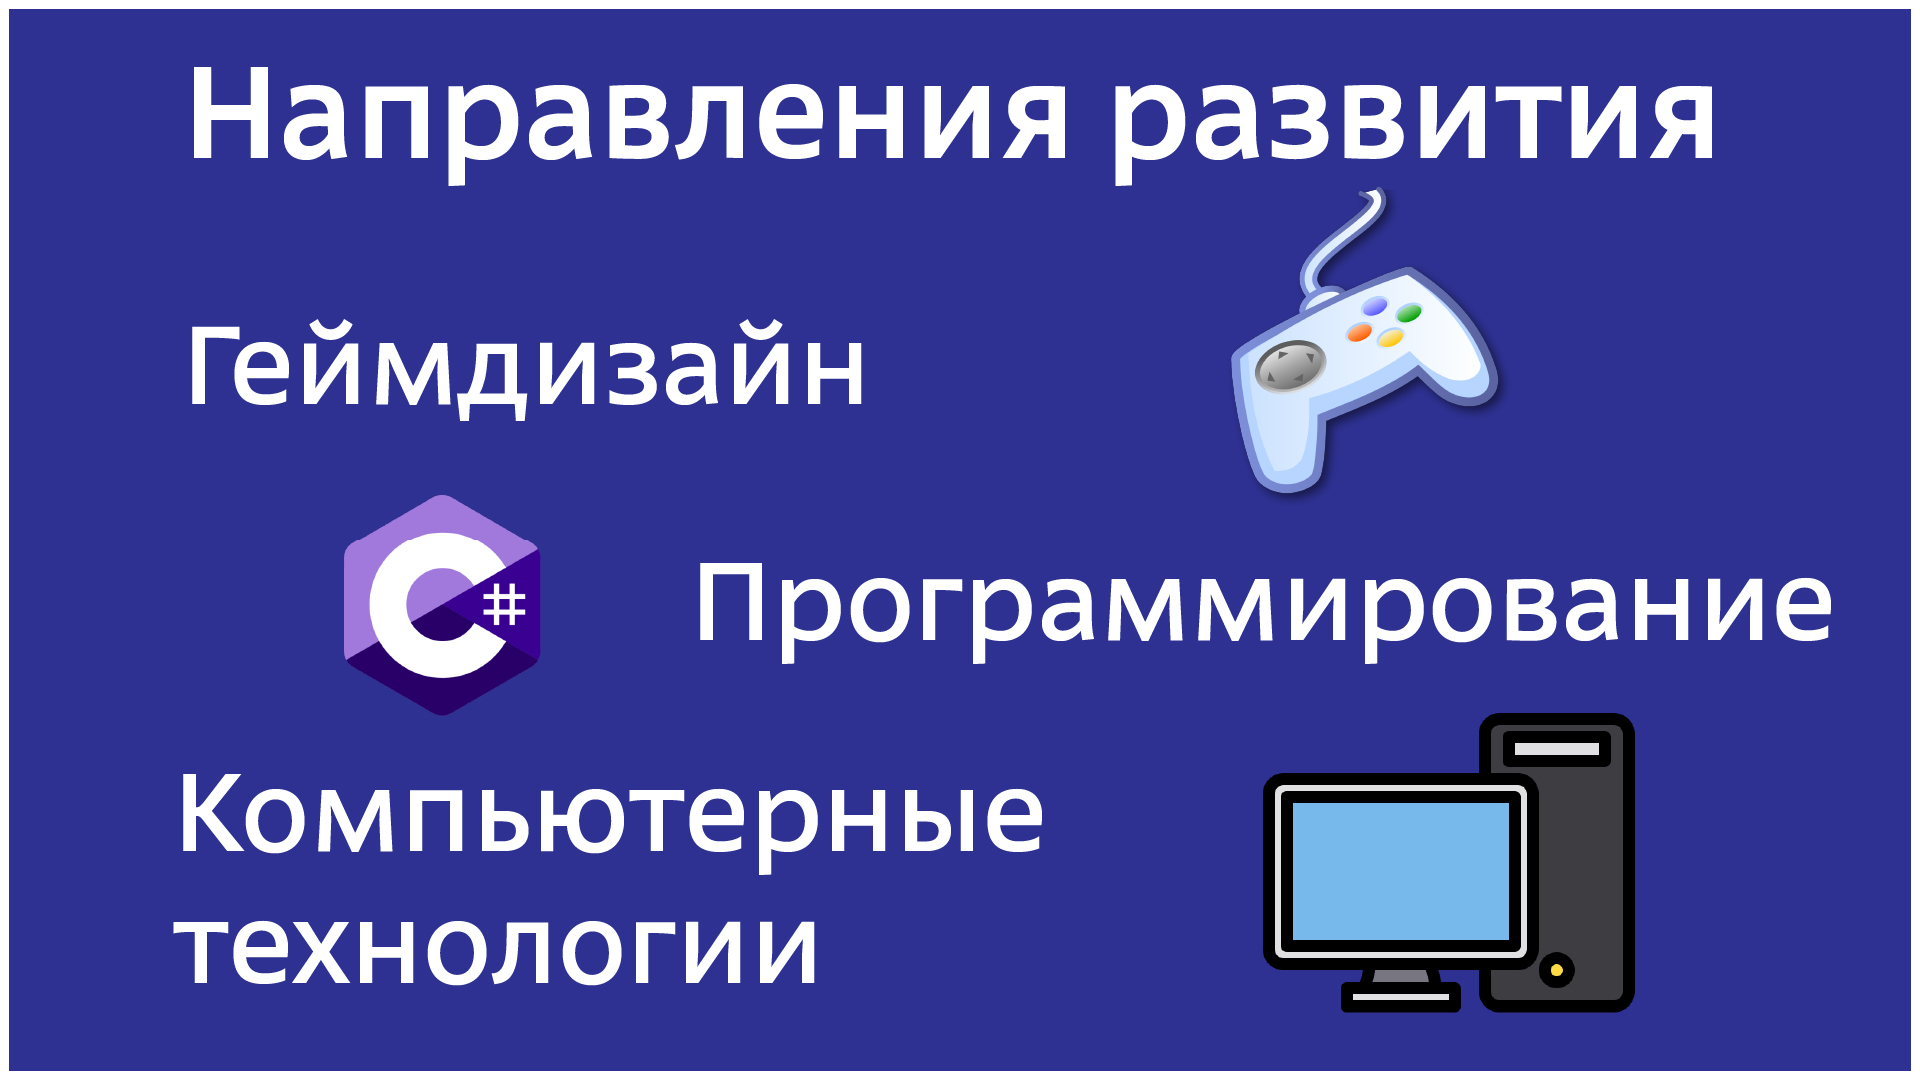 Направления развития
Геймдизайн
C#
Программирование
Компьютерные
технологии